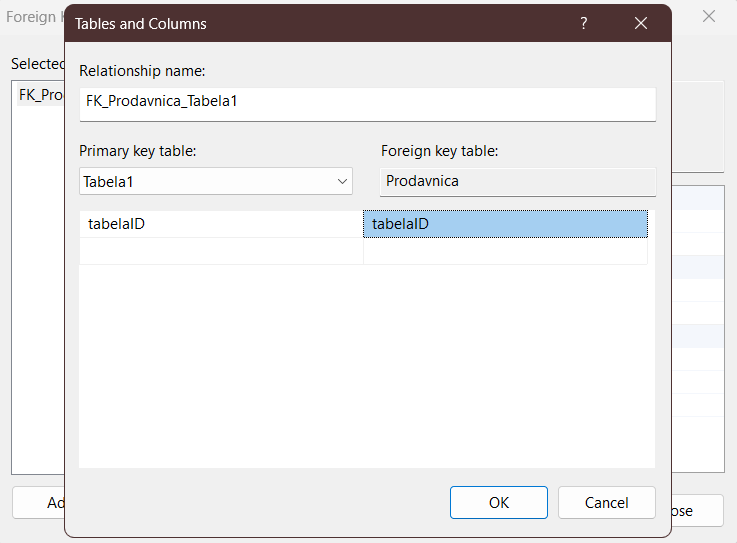 Foreign
Tables and Columns
?
Selected
FK_Pro
Relationship name:
FK_Prodavnica_Tabela1
Primary key table:
Foreign key table:
Tabela1
Prodavnica
tabelaID
tabelaID
Ad
OK
Cancel
ose